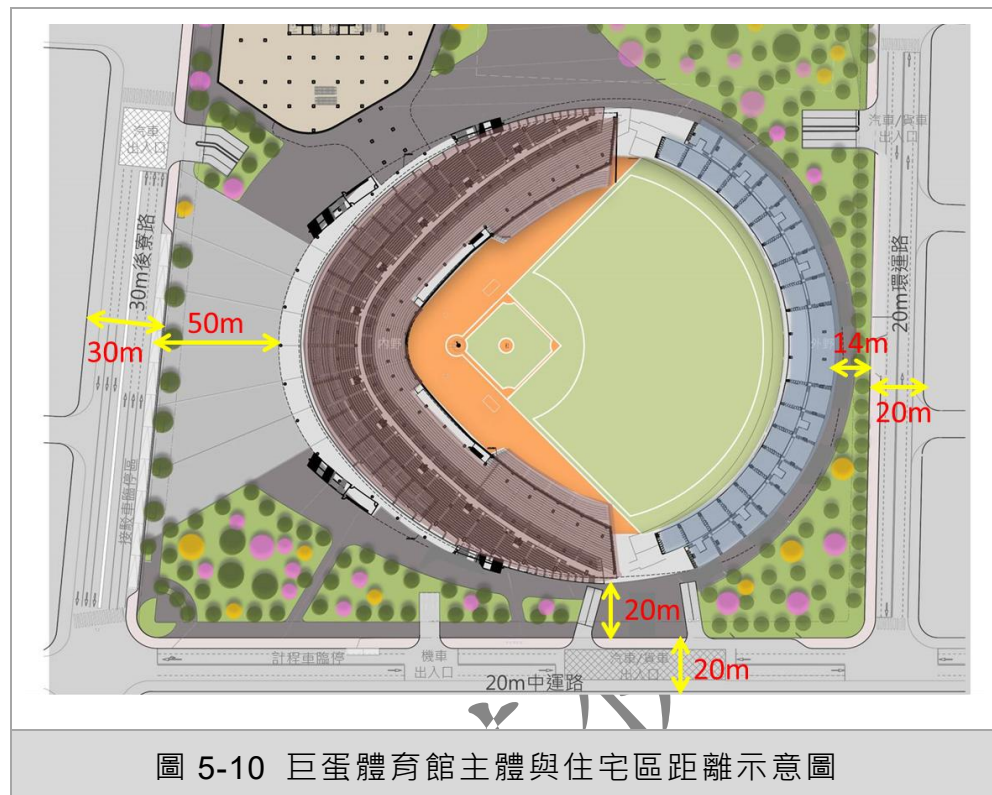 汽車
出入口
汽車/貨車
出入口
30m後寮路
20m環運路
50m
30m
內野
外野
14m
20m
接駁車臨停區
20m
計程車臨停
機車
出入口
汽車/貨車
出入口
20m
20m中運路
圖 5-10 巨蛋體育館主體與住宅區距離示意圖